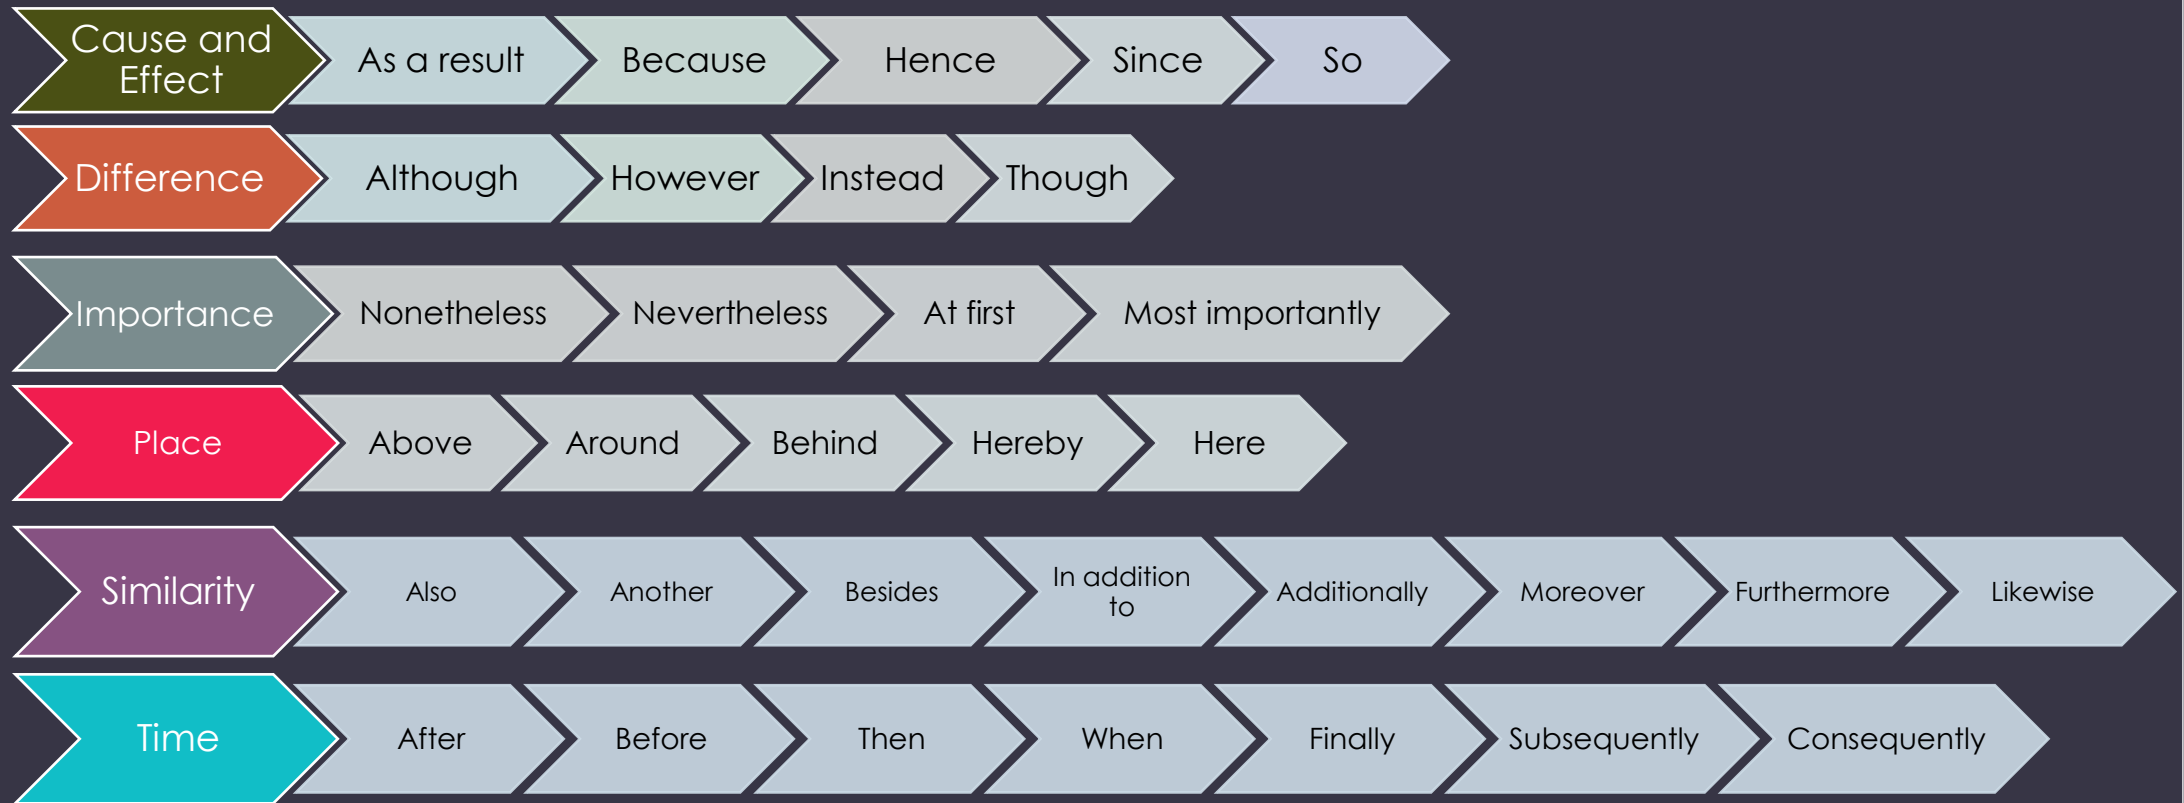 Cause and
Effect
As a result
Because
Hence
Since
So
Difference
Although
However
Instead
Though
Importance
Nonetheless
Nevertheless
At first
Most importantly
Place
Above
Around
Behind
Hereby
Here
Similarity
Also
Another
Besides
In addition
to
Additionally
Moreover
Furthermore
Likewise
Time
After
Before
Then
When
Finally
Subsequently
Consequently